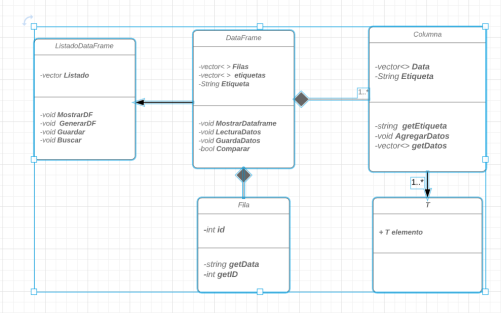 ListadoDataFrame
-vector Listado
-void MostrarDF
-void GenerarDF
-void Guardar
-void Buscar
DataFrame
-vector< > Filas
-vector< > etiquetas
-String Etiqueta
-void MostrarDataframe
-void LecturaDatos
-void GuardaDatos
-bool Comparar
Columna
-vector<> Data
-String Etiqueta
-string getEtiqueta
-void AgregarDatos
-vector<> getDatos
1..*
1..*
Fila
-int id
-string getData
-int getID
T
+ T elemento